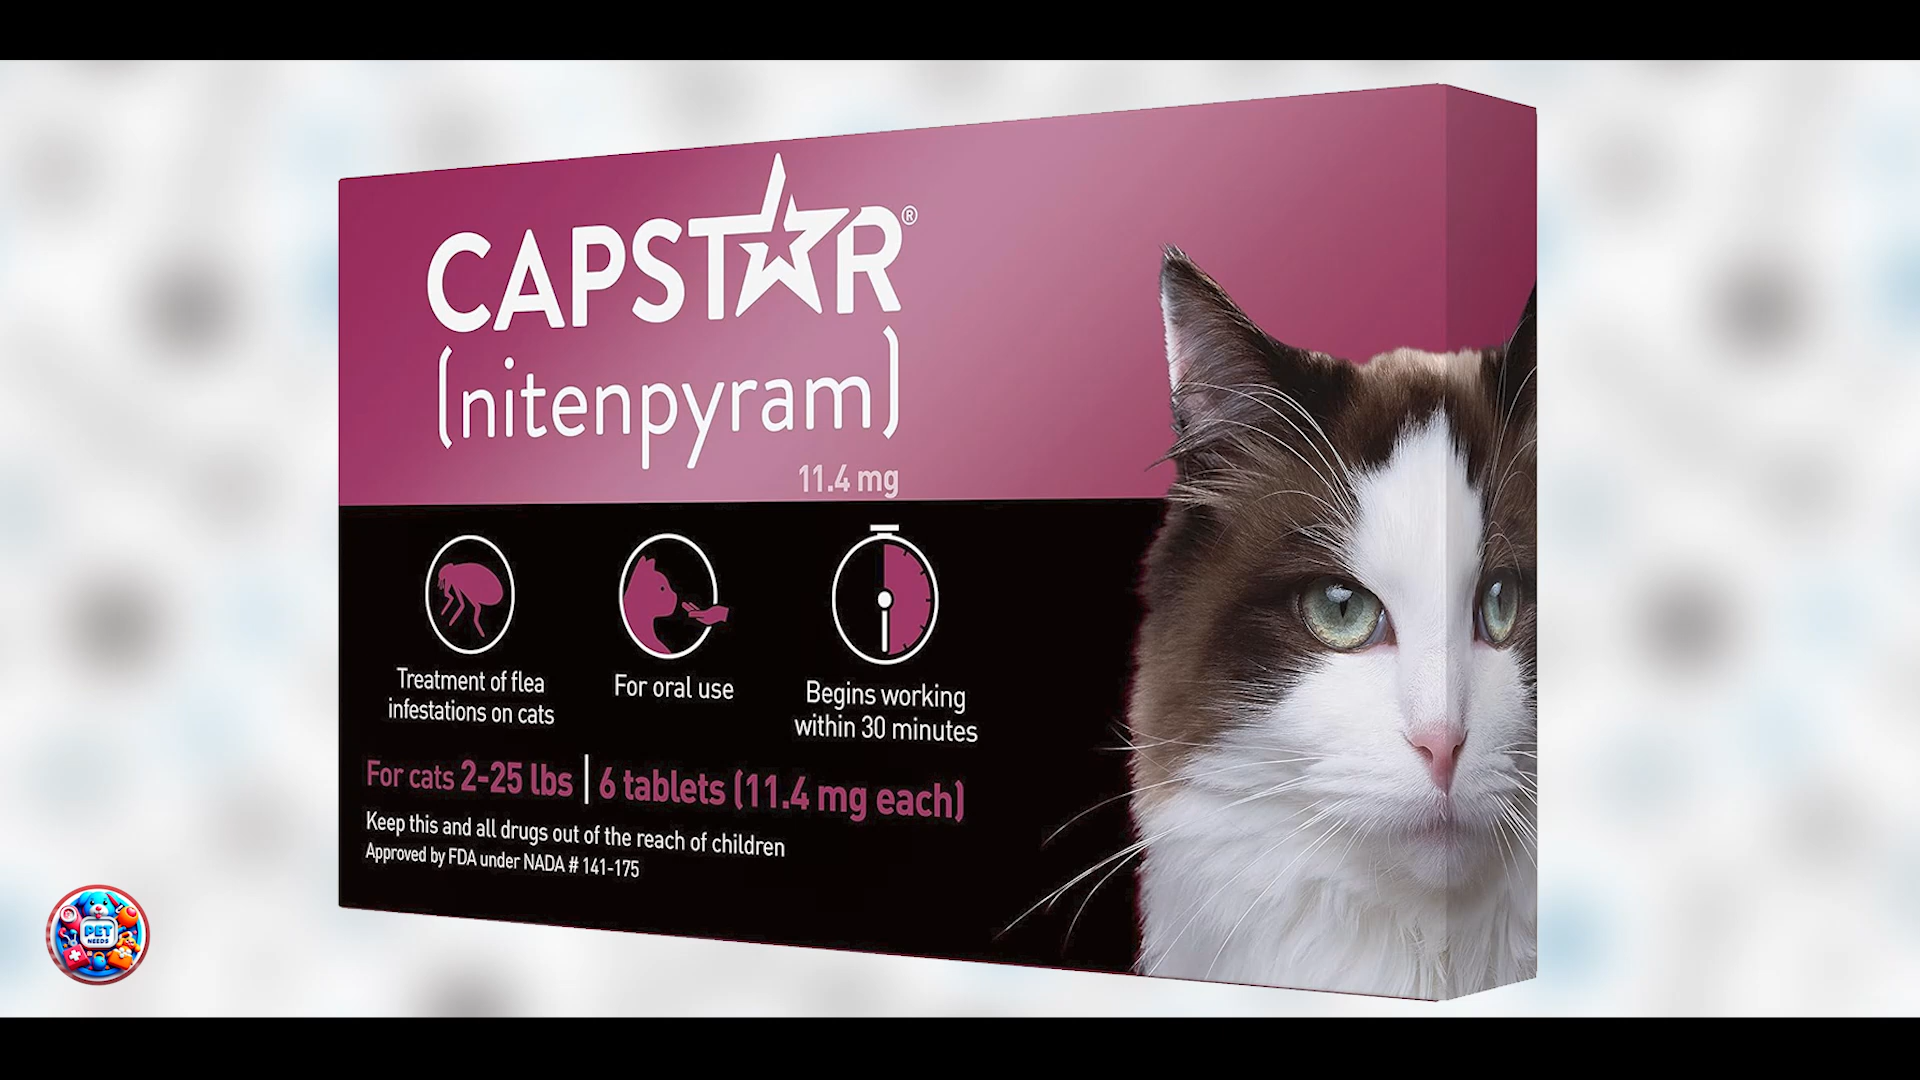 CAPSTAR®
(nitenpyram)
11.4 mg
Treatment of flea
infestations on cats
For oral use
Begins working
within 30 minutes
For cats 2-25 lbs | 6 tablets (11.4 mg each)
Keep this and all drugs out of the reach of children
Approved by FDA under NADA # 141-175
PET
NEEDS